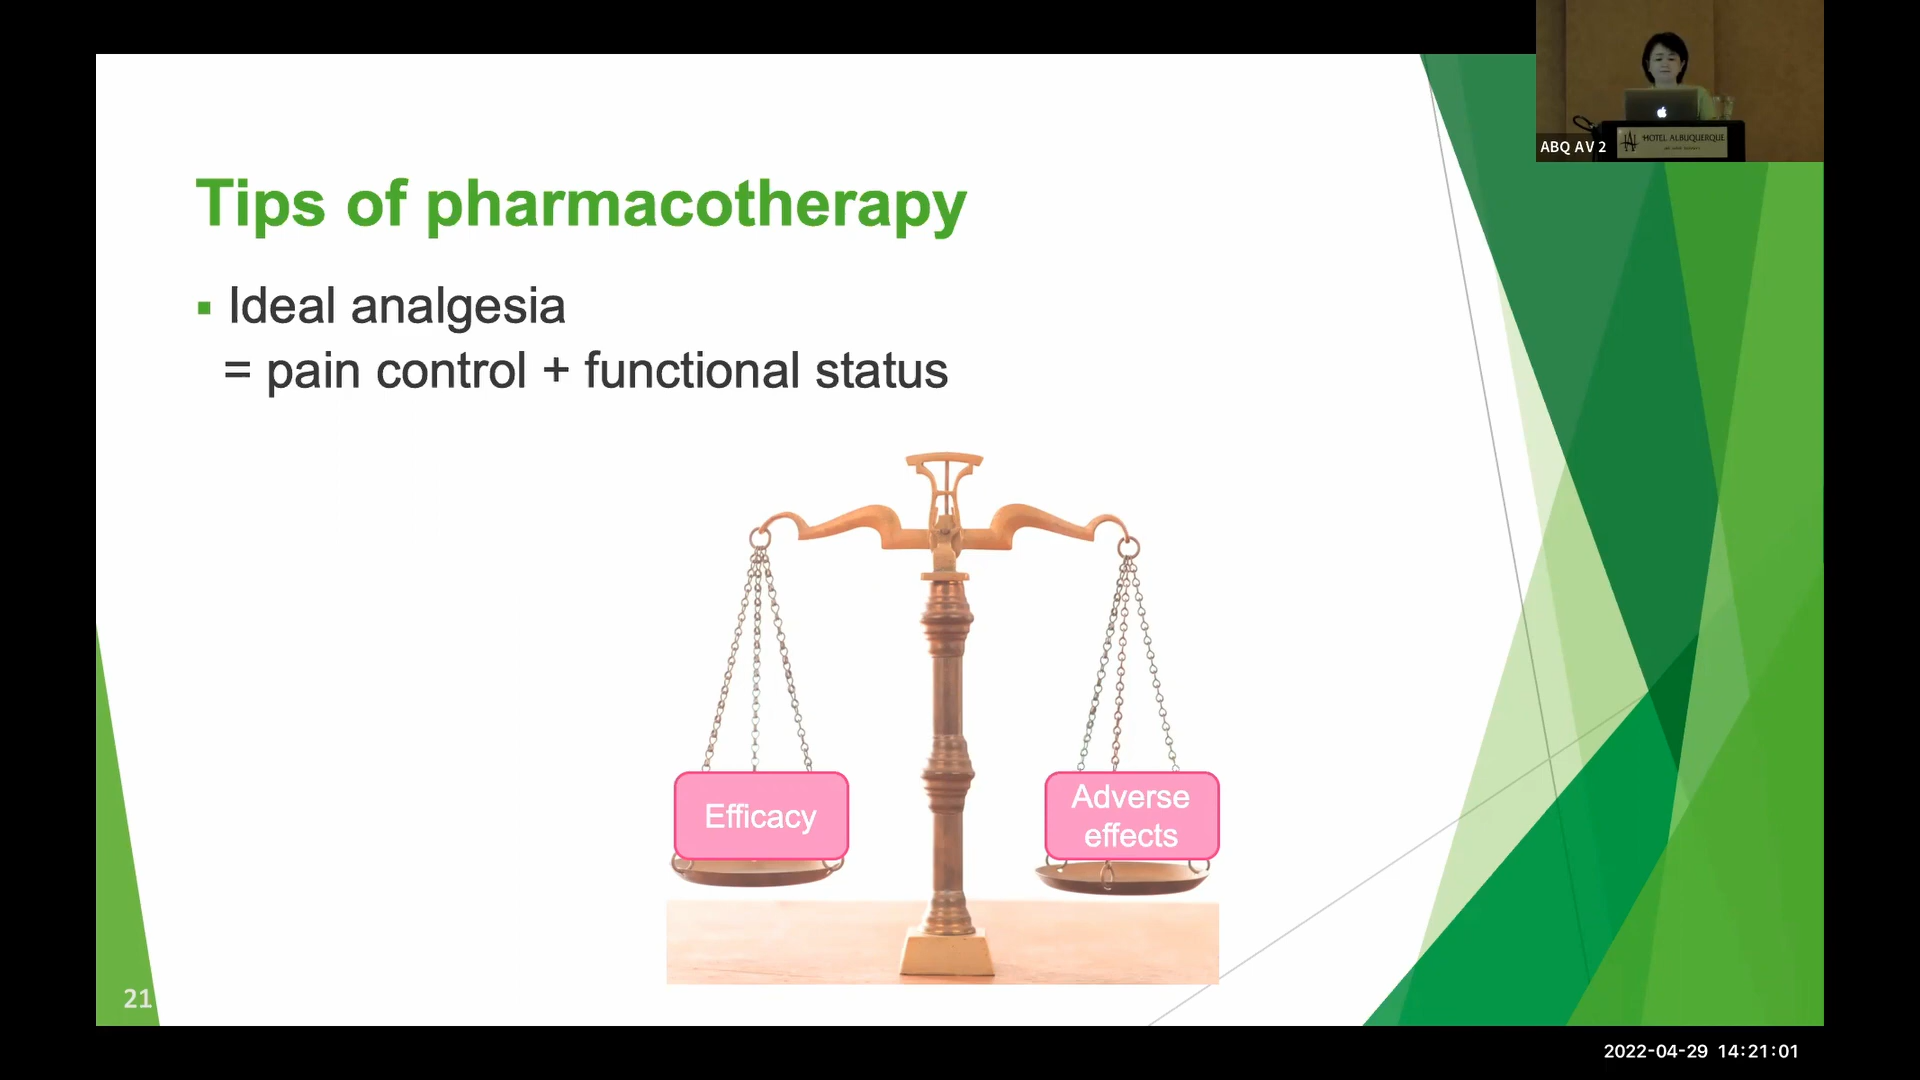 Tips of pharmacotherapy
▪ Ideal analgesia
= pain control + functional status
Efficacy
Adverse
effects
21
ABQ AV 2
HOTEL ALBUQUERQUE
2022-04-29 14:21:01